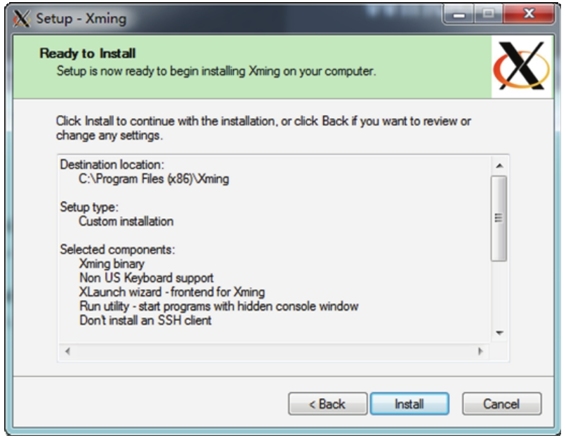 Setup - Xming
Ready to Install
Setup is now ready to begin installing Xming on your computer.
Click Install to continue with the installation, or click Back if you want to review or
change any settings.
Destination location:
C:\Program Files (x86)\Xming
Setup type:
Custom installation
Selected components:
Xming binary
Non US Keyboard support
XLaunch wizard - frontend for Xming
Run utility - start programs with hidden console window
Don't install an SSH client
< Back
Install
Cancel